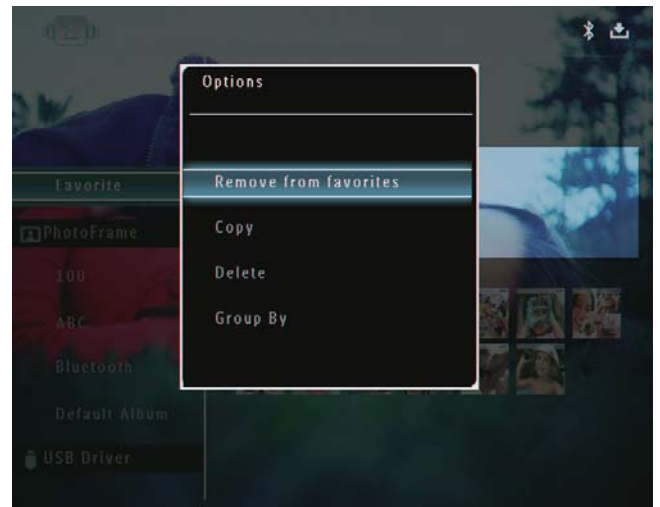 Options
Remove from favorites
Copy
Delete
Group By
Favorite
PhotoFrame
100
ABC
Bluetooth
Default Album
USB Driver